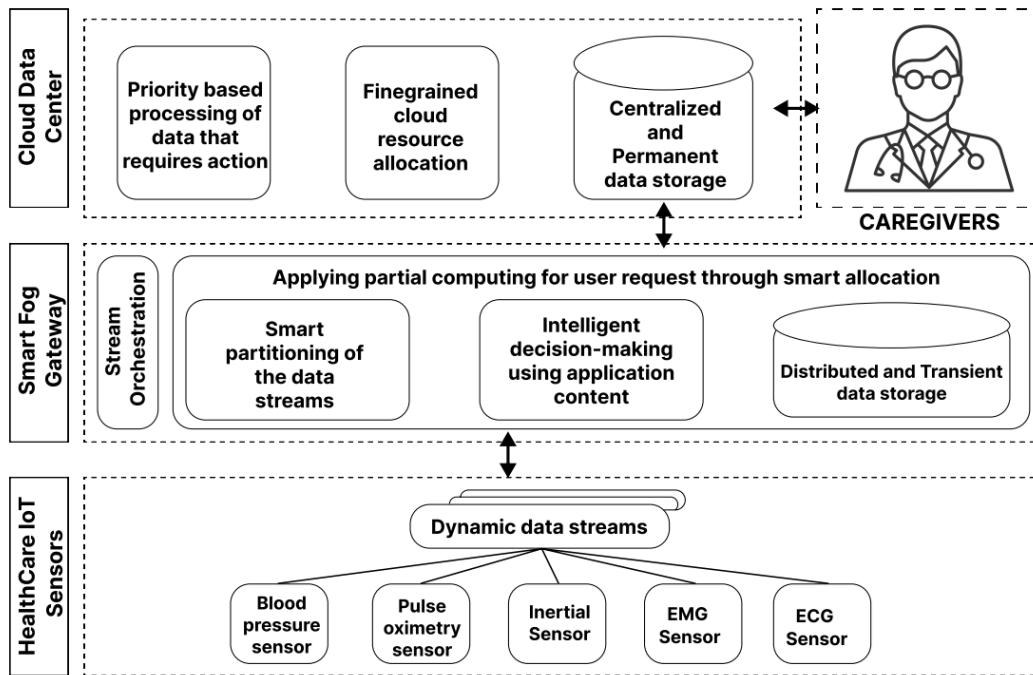 Cloud Data
Center
Priority based
processing of
data that
requires action
Finegrained
cloud
resource
allocation
Centralized
and
Permanent
data storage
CAREGIVERS
Smart Fog
Gateway
Stream
Orchestration
Applying partial computing for user request through smart allocation
Smart
partitioning of
the data
streams
Intelligent
decision-making
using application
content
Distributed and Transient
data storage
HealthCare IoT
Sensors
Dynamic data streams
Blood
pressure
sensor
Pulse
oximetry
sensor
Inertial
Sensor
EMG
Sensor
ECG
Sensor